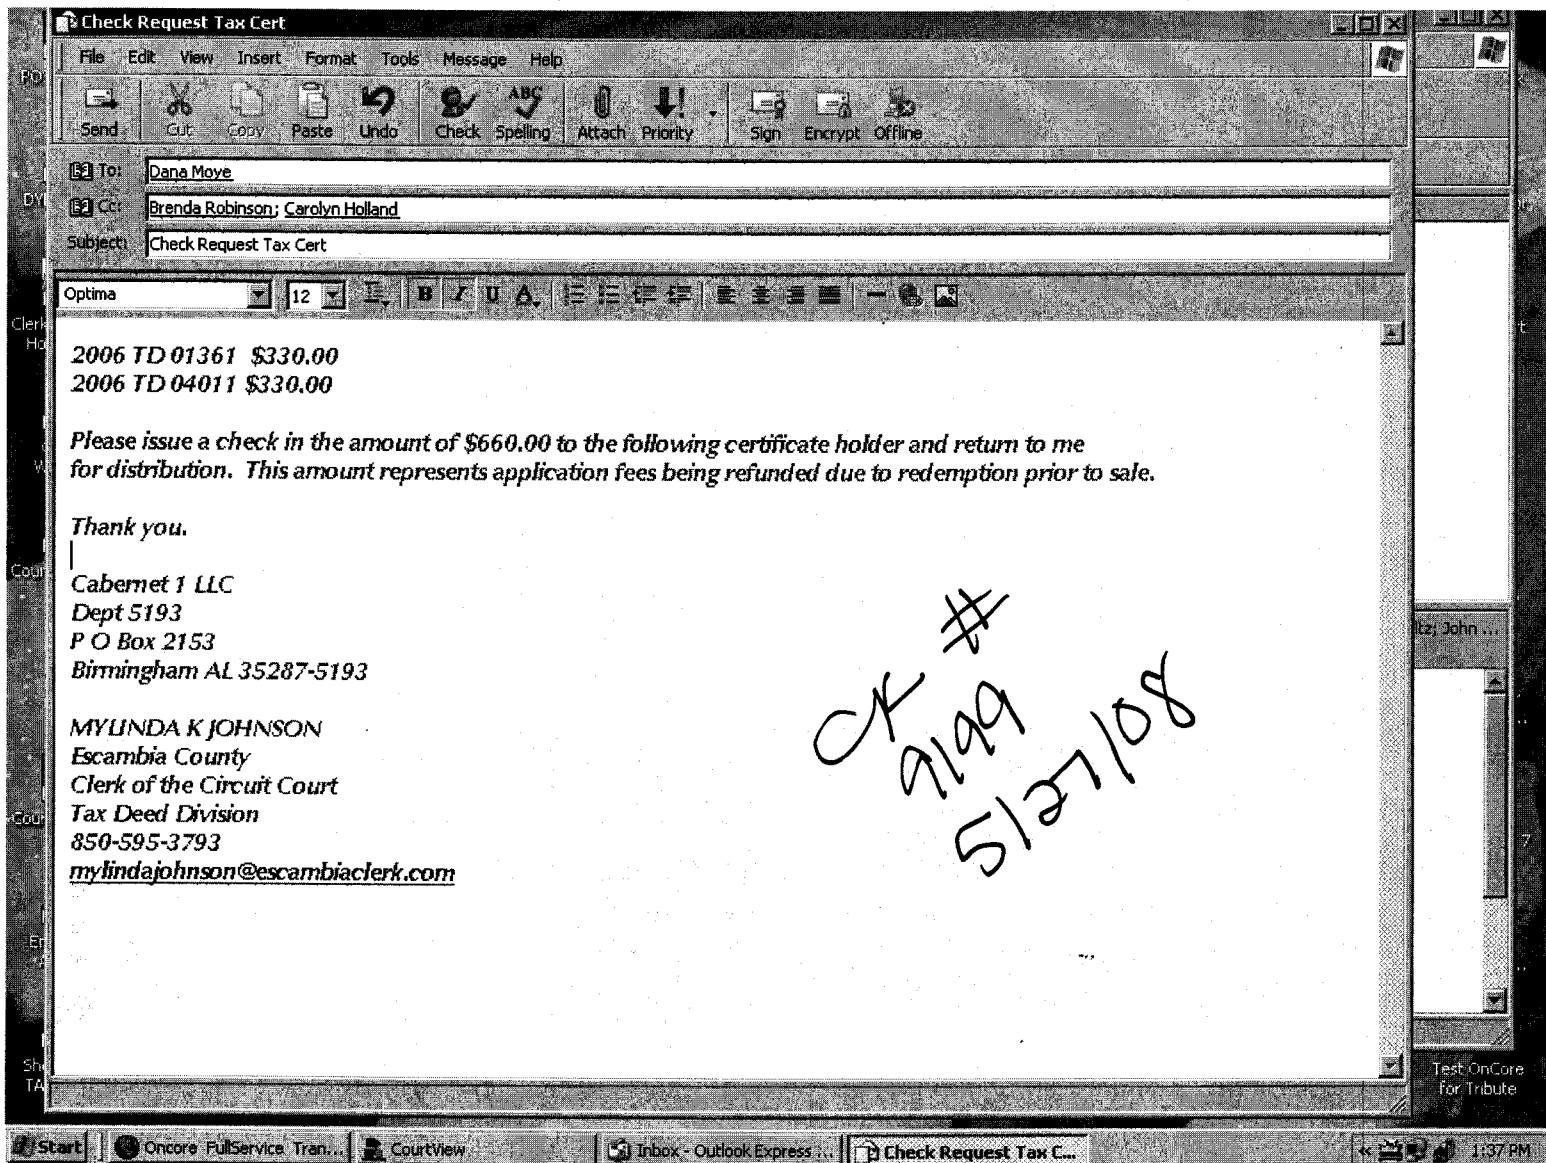 Check Request Tax Cert
File Edit View Insert Format Tools Message Help
Send Cut Copy Paste Undo Check Spelling Attach Priority Sign Encrypt Offline
To: Dana Moye
Cc: Brenda Robinson; Carolyn Holland
Subject: Check Request Tax Cert
Optima 12
2006 TD 01361 $330.00
2006 TD 04011 $330.00
Please issue a check in the amount of $660.00 to the following certificate holder and return to me
for distribution. This amount represents application fees being refunded due to redemption prior to sale.
Thank you.
Cabernet 1 LLC
Dept 5193
P O Box 2153
Birmingham AL 35287-5193
MYLINDA K JOHNSON
Escambia County
Clerk of the Circuit Court
Tax Deed Division
850-595-3793
mylindajohnson@escambiaclerk.com
CK #
9199
5/27/08
ltz; John ...
Test OnCore
for Tribute
Start Oncore FullService Tran... CourtView Inbox - Outlook Express ... Check Request Tax C... 1:37 PM